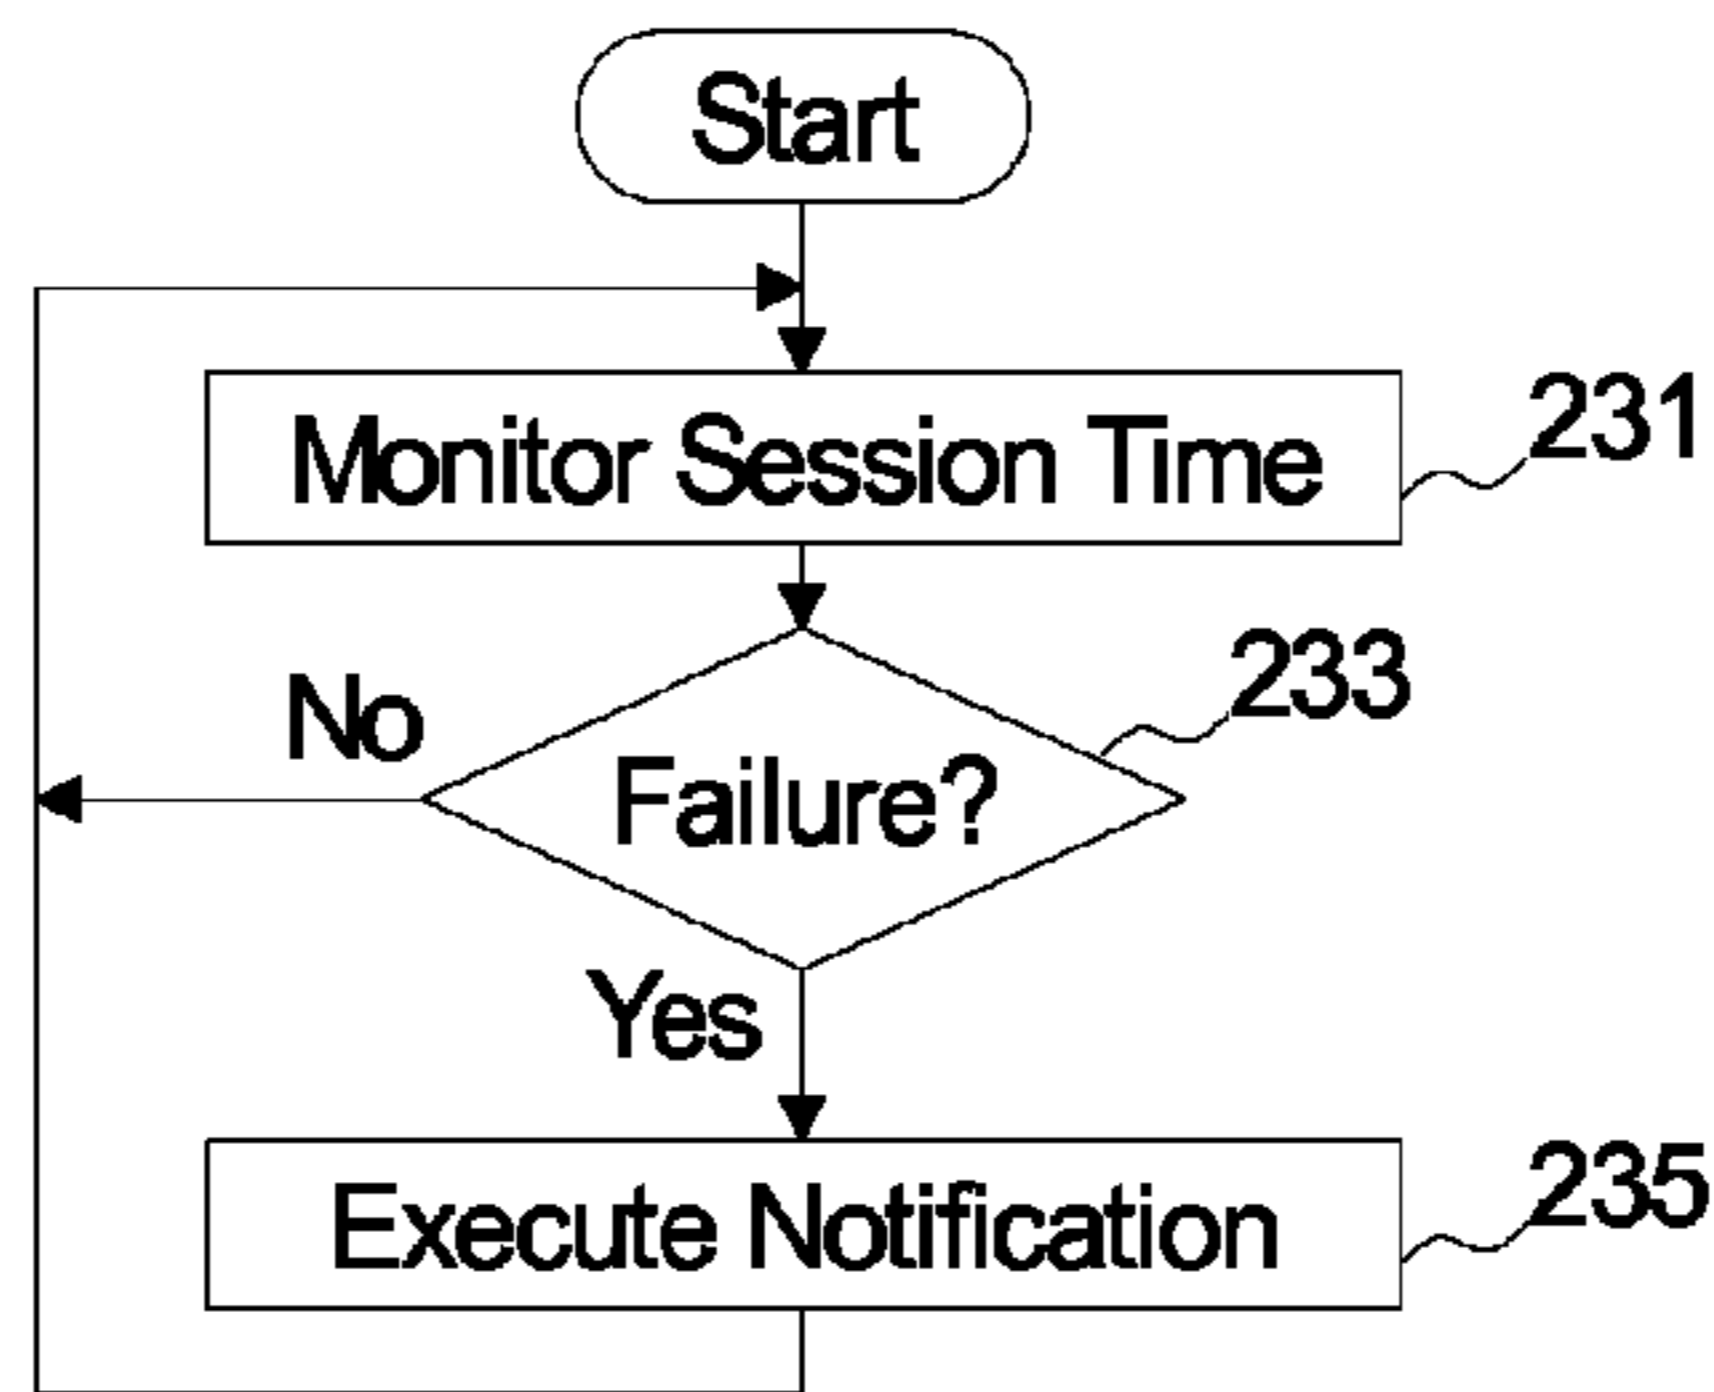 Start
Monitor Session Time
231
233
No
Failure?
Yes
Execute Notification
235